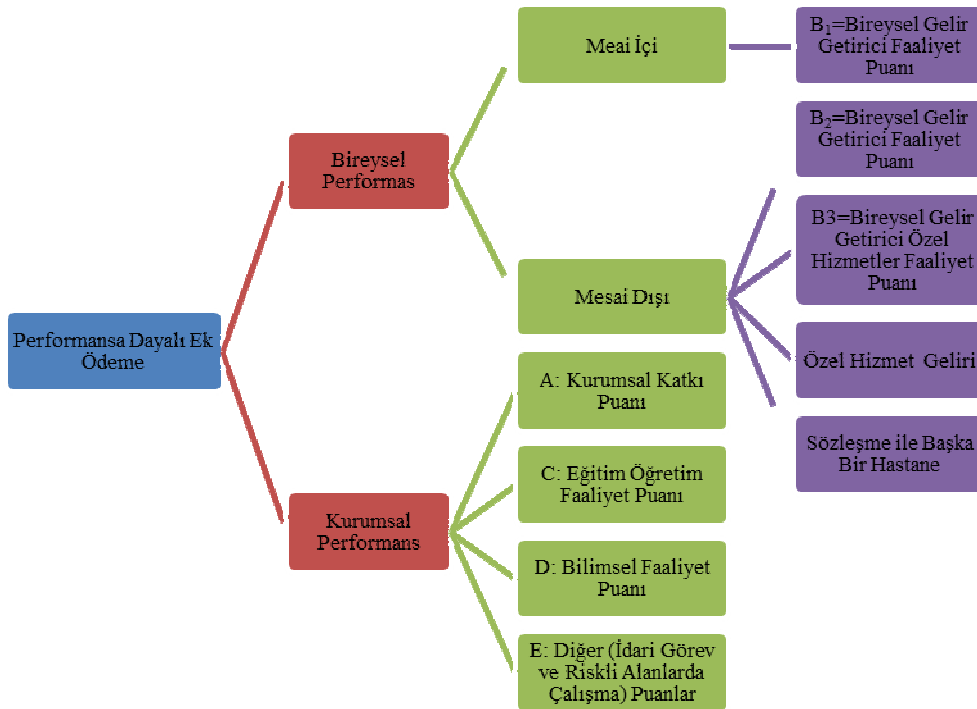 Performansa Dayalı Ek
Ödeme
Bireysel
Performas
Kurumsal
Performans
Meai İçi
Mesai Dışı
A: Kurumsal Katkı
Puanı
C: Eğitim Öğretim
Faaliyet Puanı
D: Bilimsel Faaliyet
Puanı
E: Diğer (İdari Görev
ve Riskli Alanlarda
Çalışma) Puanlar
B₁=Bireysel Gelir
Getirici Faaliyet
Puanı
B₂=Bireysel Gelir
Getirici Faaliyet
Puanı
B3=Bireysel Gelir
Getirici Özel
Hizmetler Faaliyet
Puanı
Özel Hizmet Geliri
Sözleşme ile Başka
Bir Hastane